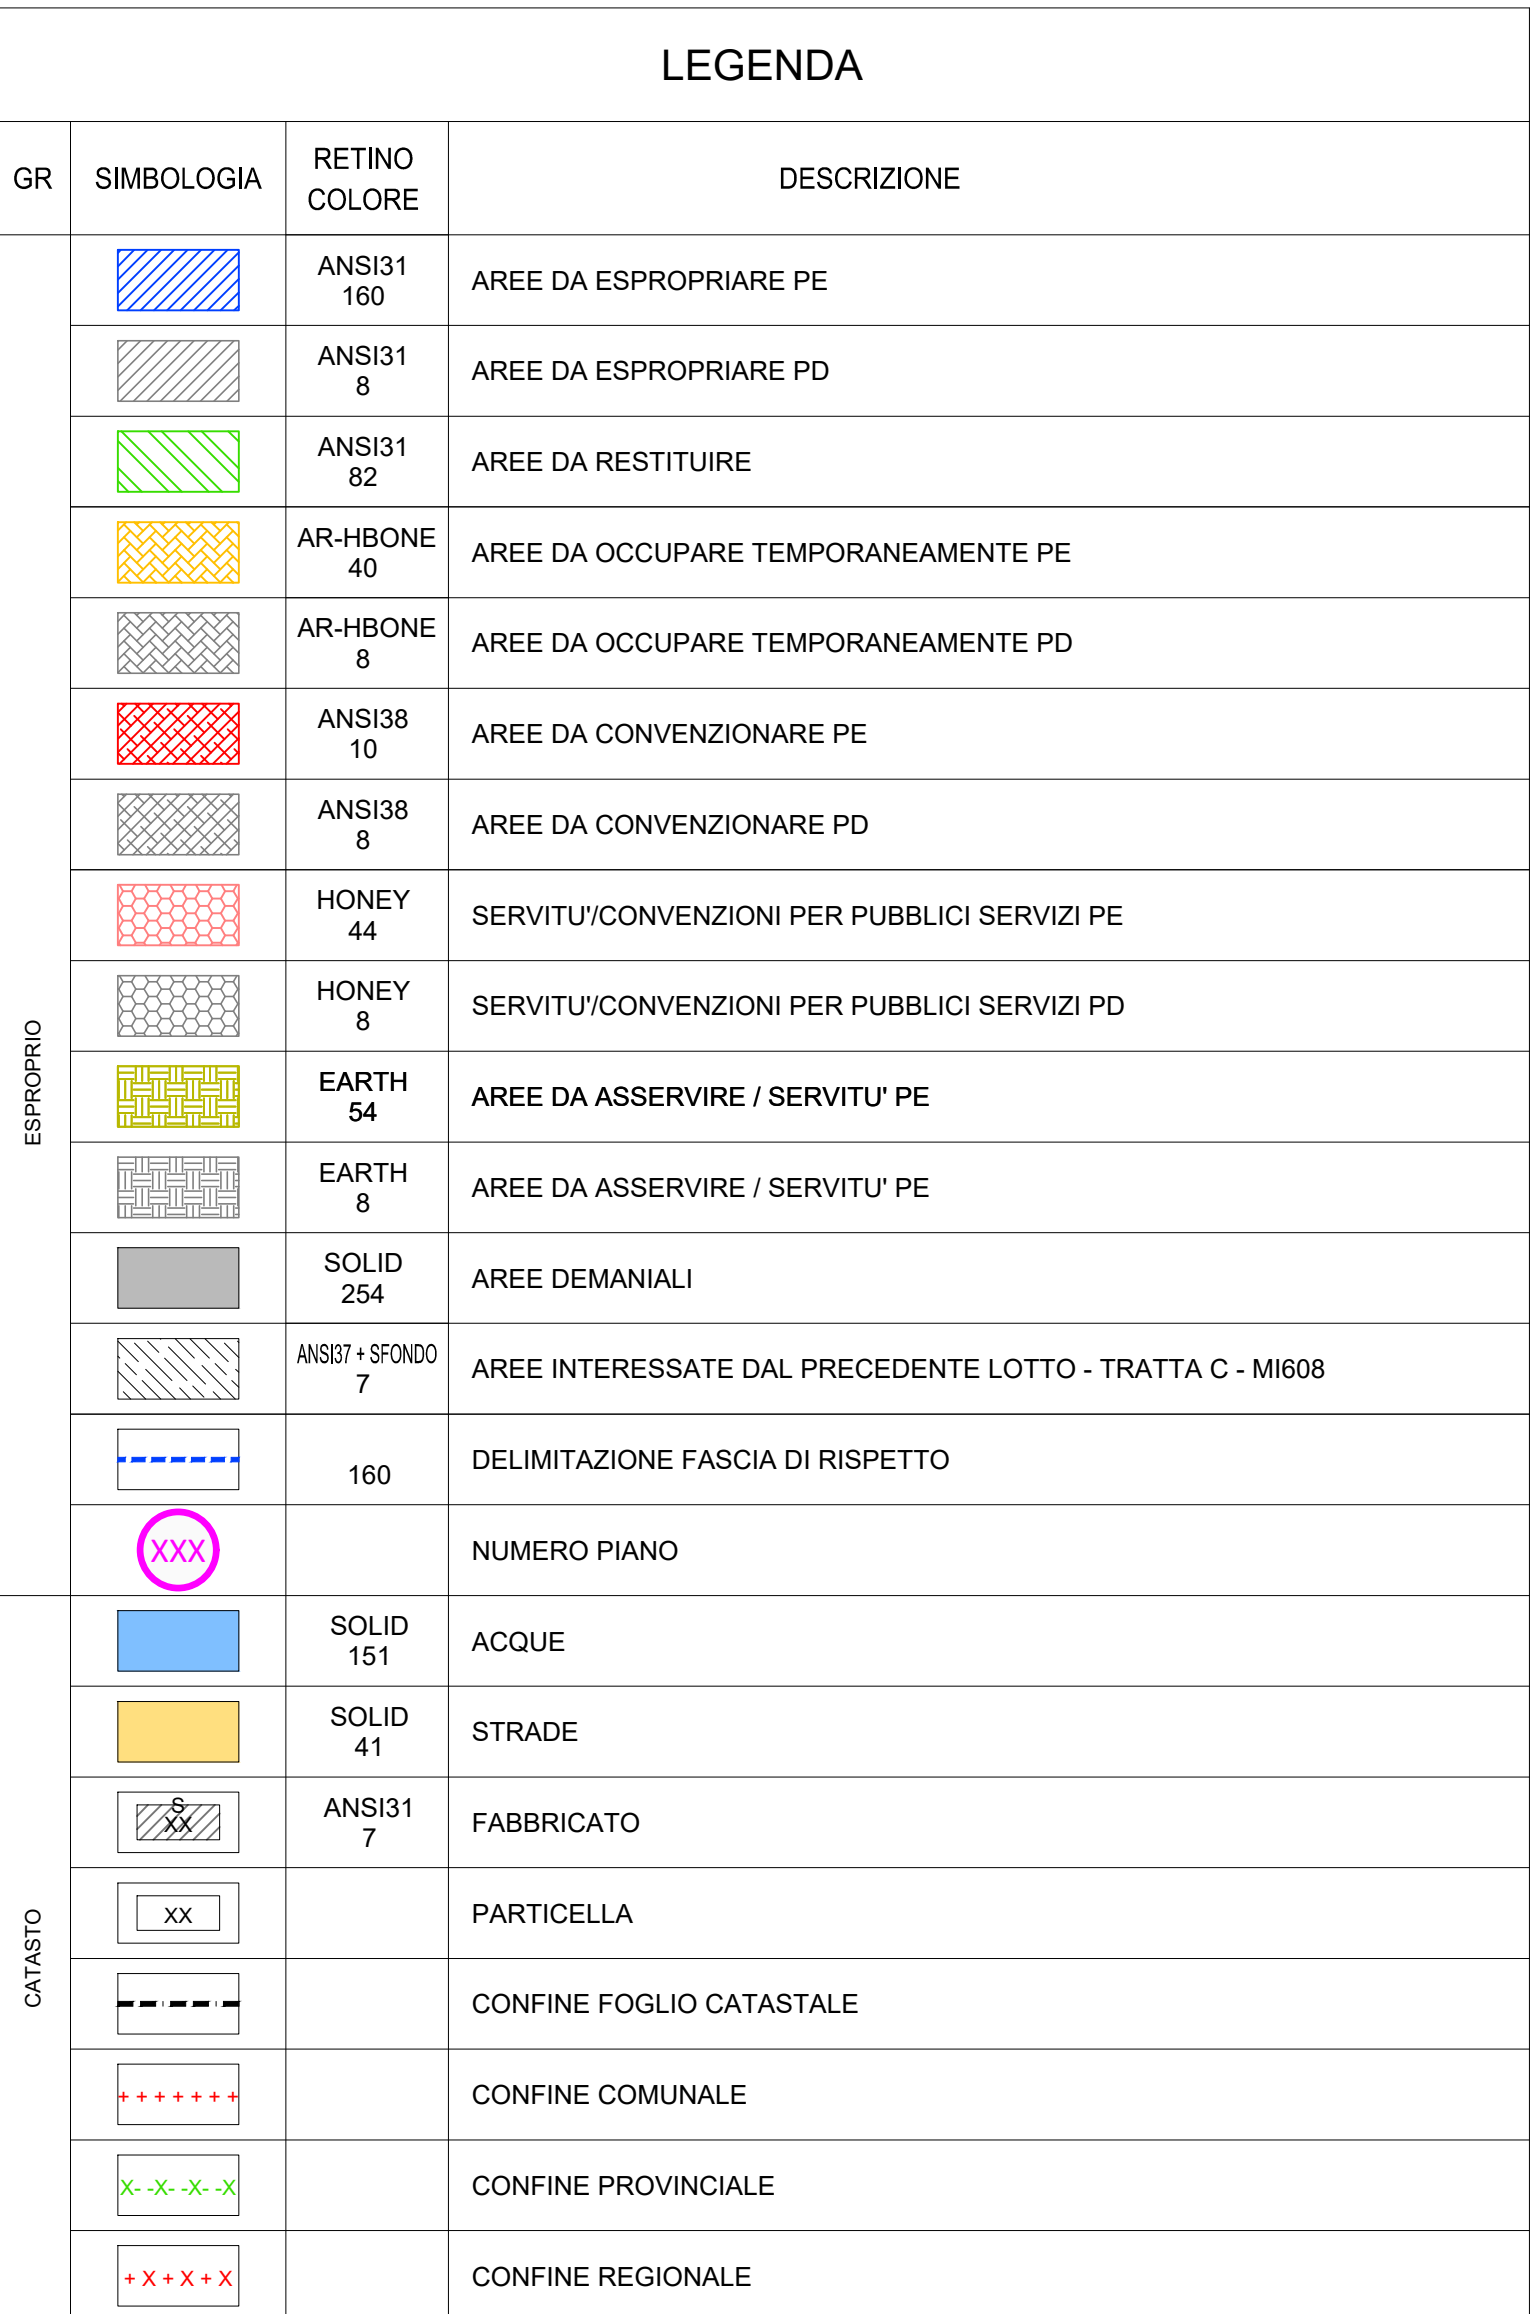 LEGENDA
GR
SIMBOLOGIA
RETINO
COLORE
DESCRIZIONE
ESPROPRIO
ANSI31
160
AREE DA ESPROPRIARE PE
ANSI31
8
AREE DA ESPROPRIARE PD
ANSI31
82
AREE DA RESTITUIRE
AR-HBONE
40
AREE DA OCCUPARE TEMPORANEAMENTE PE
AR-HBONE
8
AREE DA OCCUPARE TEMPORANEAMENTE PD
ANSI38
10
AREE DA CONVENZIONARE PE
ANSI38
8
AREE DA CONVENZIONARE PD
HONEY
44
SERVITU'/CONVENZIONI PER PUBBLICI SERVIZI PE
HONEY
8
SERVITU'/CONVENZIONI PER PUBBLICI SERVIZI PD
EARTH
54
AREE DA ASSERVIRE / SERVITU' PE
EARTH
8
AREE DA ASSERVIRE / SERVITU' PE
SOLID
254
AREE DEMANIALI
ANSI37 + SFONDO
7
AREE INTERESSATE DAL PRECEDENTE LOTTO - TRATTA C - MI608
160
DELIMITAZIONE FASCIA DI RISPETTO
XXX
NUMERO PIANO
CATASTO
SOLID
151
ACQUE
SOLID
41
STRADE
S
XX
ANSI31
7
FABBRICATO
XX
PARTICELLA
CONFINE FOGLIO CATASTALE
+ + + + + + +
CONFINE COMUNALE
X- -X- -X- -X
CONFINE PROVINCIALE
+ X + X + X
CONFINE REGIONALE